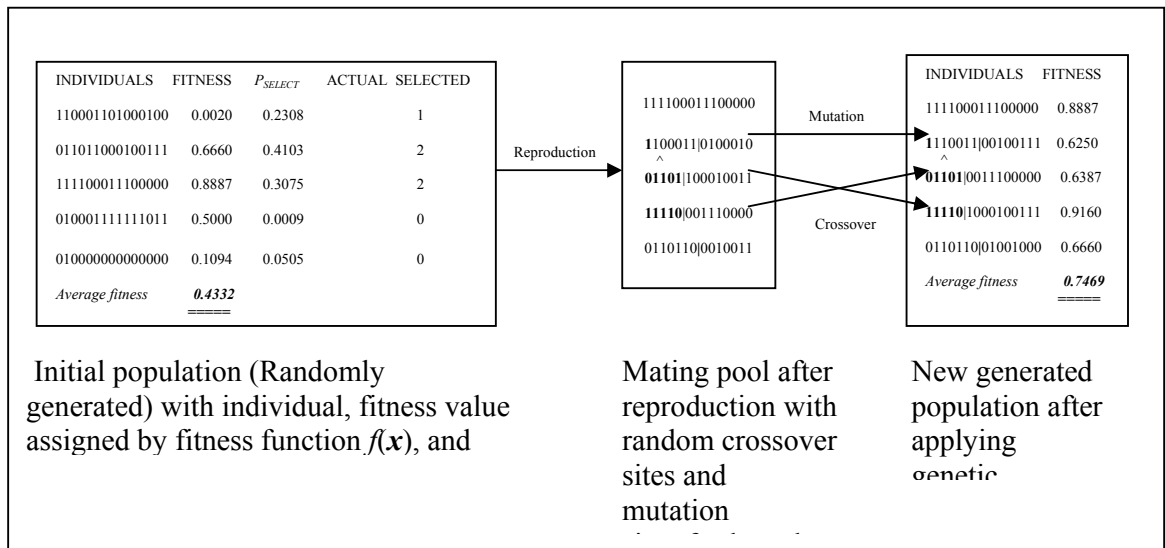 INDIVIDUALS FITNESS PSELECT ACTUAL SELECTED
110001101000100 0.0020 0.2308 1
011011000100111 0.6660 0.4103 2
111100011100000 0.8887 0.3075 2
010001111111011 0.5000 0.0009 0
010000000000000 0.1094 0.0505 0
Average fitness 0.4332
=====
Reproduction
111100011100000
1100011|0100010
^
01101|100010011
11110|001110000
0110110|0010011
Mutation
Crossover
INDIVIDUALS FITNESS
111100011100000 0.8887
1110011|00100111 0.6250
^
01101|0011100000 0.6387
11110|1000100111 0.9160
0110110|01001000 0.6660
Average fitness 0.7469
=====
Initial population (Randomly
generated) with individual, fitness value
assigned by fitness function f(x), and
Mating pool after
reproduction with
random crossover
sites and
mutation
New generated
population after
applying
genetic